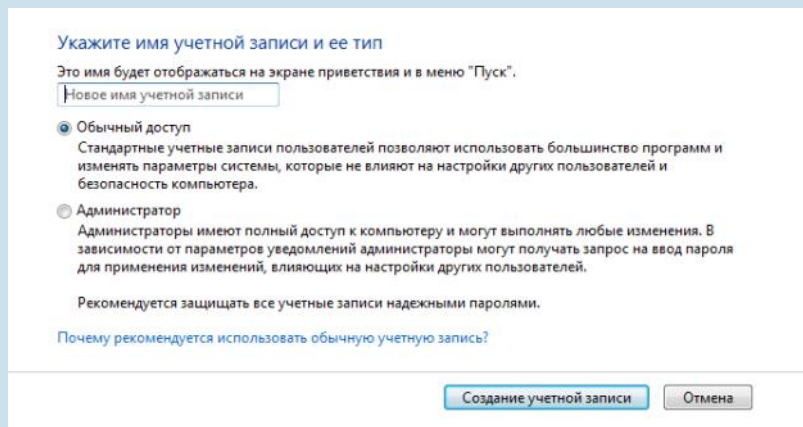 Укажите имя учетной записи и ее тип
Это имя будет отображаться на экране приветствия и в меню "Пуск".
Новое имя учетной записи
Обычный доступ
Стандартные учетные записи пользователей позволяют использовать большинство программ и
изменять параметры системы, которые не влияют на настройки других пользователей и
безопасность компьютера.
Администратор
Администраторы имеют полный доступ к компьютеру и могут выполнять любые изменения. В
зависимости от параметров уведомлений администраторы могут получать запрос на ввод пароля
для применения изменений, влияющих на настройки других пользователей.
Рекомендуется защищать все учетные записи надежными паролями.
Почему рекомендуется использовать обычную учетную запись?
Создание учетной записи Отмена